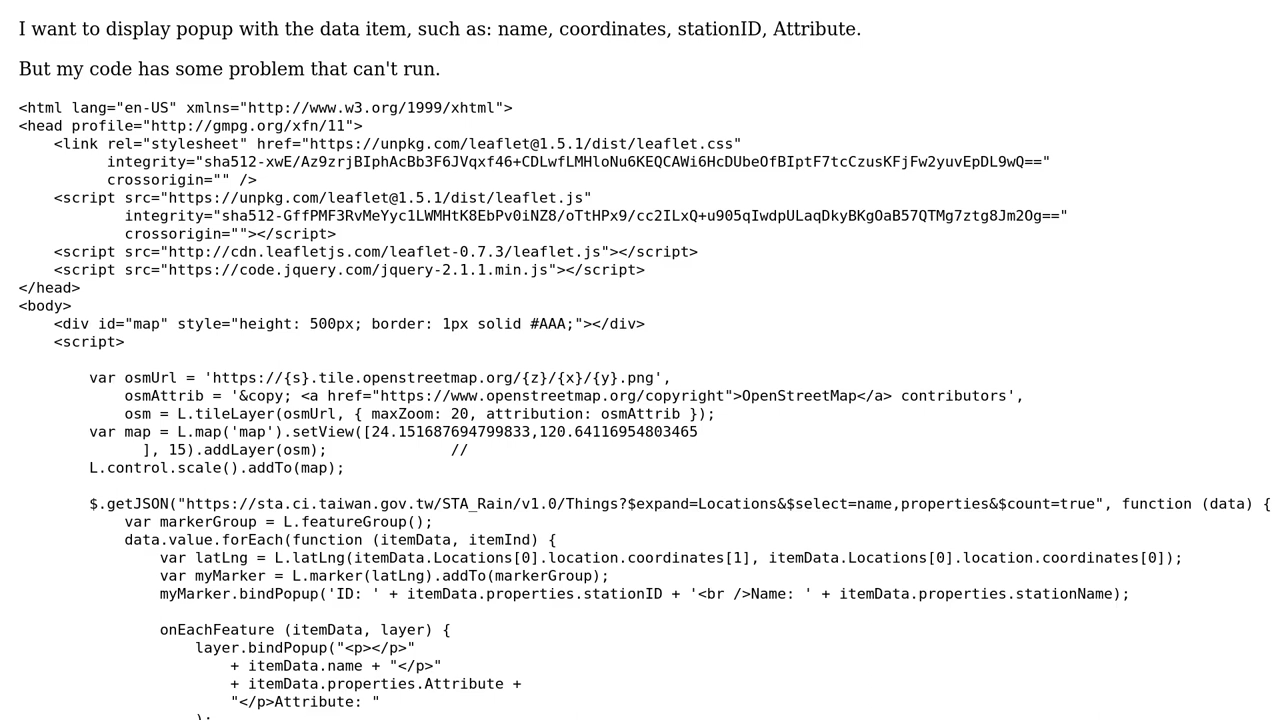 I want to display popup with the data item, such as: name, coordinates, stationID, Attribute.
But my code has some problem that can't run.
<html lang="en-US" xmlns="http://www.w3.org/1999/xhtml">
<head profile="http://gmpg.org/xfn/11">
    <link rel="stylesheet" href="https://unpkg.com/leaflet@1.5.1/dist/leaflet.css"
          integrity="sha512-xwE/Az9zrjBIphAcBb3F6JVqxf46+CDLwfLMHloNu6KEQCAWi6HcDUbeOfBIptF7tcCzusKFjFw2yuvEpDL9wQ=="
          crossorigin="" />
    <script src="https://unpkg.com/leaflet@1.5.1/dist/leaflet.js"
            integrity="sha512-GffPMF3RvMeYyc1LWMHtK8EbPv0iNZ8/oTtHPx9/cc2ILxQ+u905qIwdpULaqDkyBKgOaB57QTMg7ztg8Jm2Og=="
            crossorigin=""></script>
    <script src="http://cdn.leafletjs.com/leaflet-0.7.3/leaflet.js"></script>
    <script src="https://code.jquery.com/jquery-2.1.1.min.js"></script>
</head>
<body>
    <div id="map" style="height: 500px; border: 1px solid #AAA;"></div>
    <script>
        var osmUrl = 'https://{s}.tile.openstreetmap.org/{z}/{x}/{y}.png',
            osmAttrib = '&copy; <a href="https://www.openstreetmap.org/copyright">OpenStreetMap</a> contributors',
            osm = L.tileLayer(osmUrl, { maxZoom: 20, attribution: osmAttrib });
        var map = L.map('map').setView([24.151687694799833,120.64116954803465
              ], 15).addLayer(osm);              //
        L.control.scale().addTo(map);
        $.getJSON("https://sta.ci.taiwan.gov.tw/STA_Rain/v1.0/Things?$expand=Locations&$select=name,properties&$count=true", function (data) {
            var markerGroup = L.featureGroup();
            data.value.forEach(function (itemData, itemInd) {
                var latLng = L.latLng(itemData.Locations[0].location.coordinates[1], itemData.Locations[0].location.coordinates[0]);
                var myMarker = L.marker(latLng).addTo(markerGroup);
                myMarker.bindPopup('ID: ' + itemData.properties.stationID + '<br />Name: ' + itemData.properties.stationName);
                onEachFeature (itemData, layer) {
                    layer.bindPopup("<p></p>"
                        + itemData.name + "</p>"
                        + itemData.properties.Attribute +
                        "</p>Attribute: "
                    );